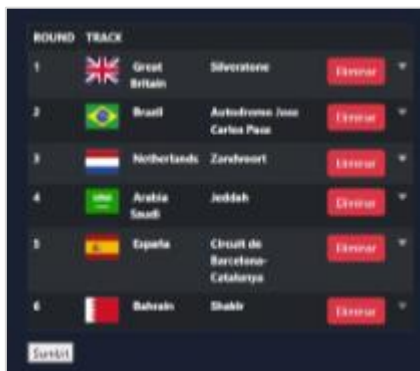 ROUND TRACK
1 Great Britain Silverstone Eliminar
2 Brasil Autodromo Jose Carlos Pace Eliminar
3 Netherlands Zandvoort Eliminar
4 Arabia Saudi Jeddah Eliminar
5 España Circuit de Barcelona-Catalunya Eliminar
6 Bahrain Shakir Eliminar
Sumbit